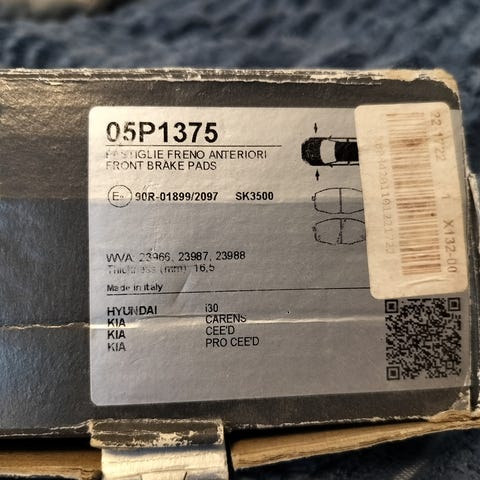 05P1375
PASTIGLIE FRENO ANTERIORI
FRONT BRAKE PADS
90R-01899/2097 SK3500
WVA 23966, 23987, 23988
Thickness (mm) 16,5
Made in Italy
HYUNDAI i30
KIA CARENS
KIA CEE'D
KIA PRO CEE'D
1 X132-00